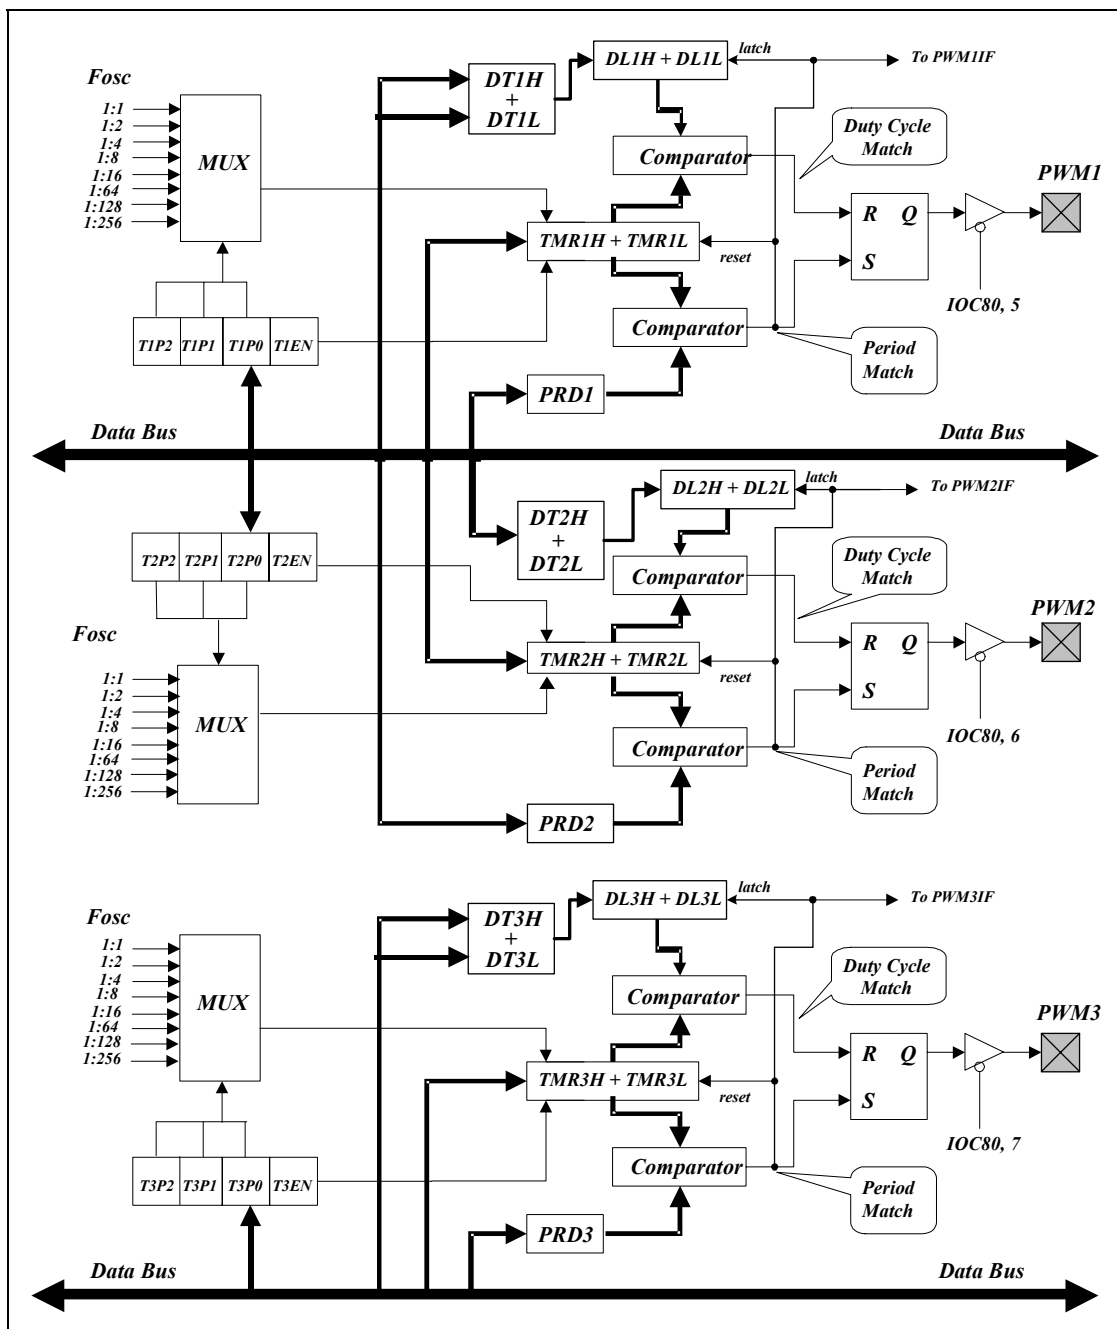 Fosc
1:1
1:2
1:4
1:8
1:16
1:64
1:128
1:256
MUX
T1P2 T1P1 T1P0 T1EN
DT1H
+
DT1L
DL1H + DL1L
latch
To PWM1IF
Comparator
Duty Cycle
Match
TMR1H + TMR1L
reset
R Q
S
PWM1
IOC80, 5
Comparator
Period
Match
PRD1
Data Bus
Data Bus
DL2H + DL2L
latch
To PWM2IF
DT2H
+
DT2L
T2P2 T2P1 T2P0 T2EN
Comparator
Duty Cycle
Match
Fosc
1:1
1:2
1:4
1:8
1:16
1:64
1:128
1:256
MUX
TMR2H + TMR2L
reset
R Q
S
PWM2
IOC80, 6
Comparator
Period
Match
PRD2
Fosc
1:1
1:2
1:4
1:8
1:16
1:64
1:128
1:256
MUX
T3P2 T3P1 T3P0 T3EN
DT3H
+
DT3L
DL3H + DL3L
latch
To PWM3IF
Comparator
Duty Cycle
Match
TMR3H + TMR3L
reset
R Q
S
PWM3
IOC80, 7
Comparator
Period
Match
PRD3
Data Bus
Data Bus